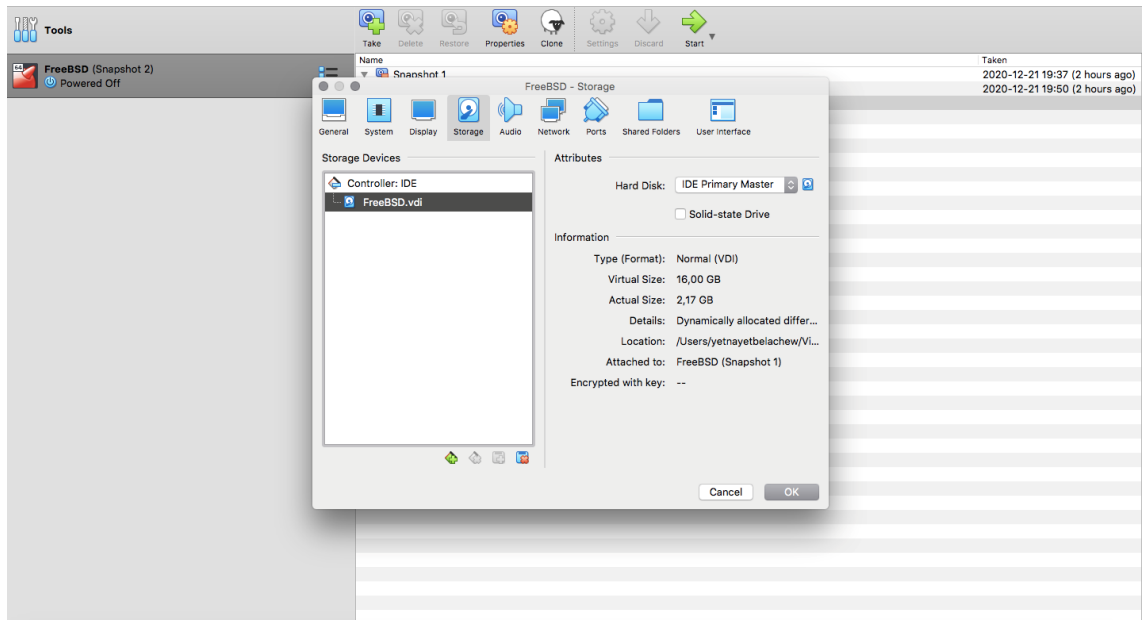 Tools
Take Delete Restore Properties Clone Settings Discard Start
64
FreeBSD (Snapshot 2)
Powered Off
Name Taken
Snapshot 1 2020-12-21 19:37 (2 hours ago)
2020-12-21 19:50 (2 hours ago)
FreeBSD - Storage
General System Display Storage Audio Network Ports Shared Folders User Interface
Storage Devices
Controller: IDE
FreeBSD.vdi
Attributes
Hard Disk: IDE Primary Master
Solid-state Drive
Information
Type (Format): Normal (VDI)
Virtual Size: 16,00 GB
Actual Size: 2,17 GB
Details: Dynamically allocated differ...
Location: /Users/yetnayetbelachew/Vi...
Attached to: FreeBSD (Snapshot 1)
Encrypted with key: --
Cancel OK